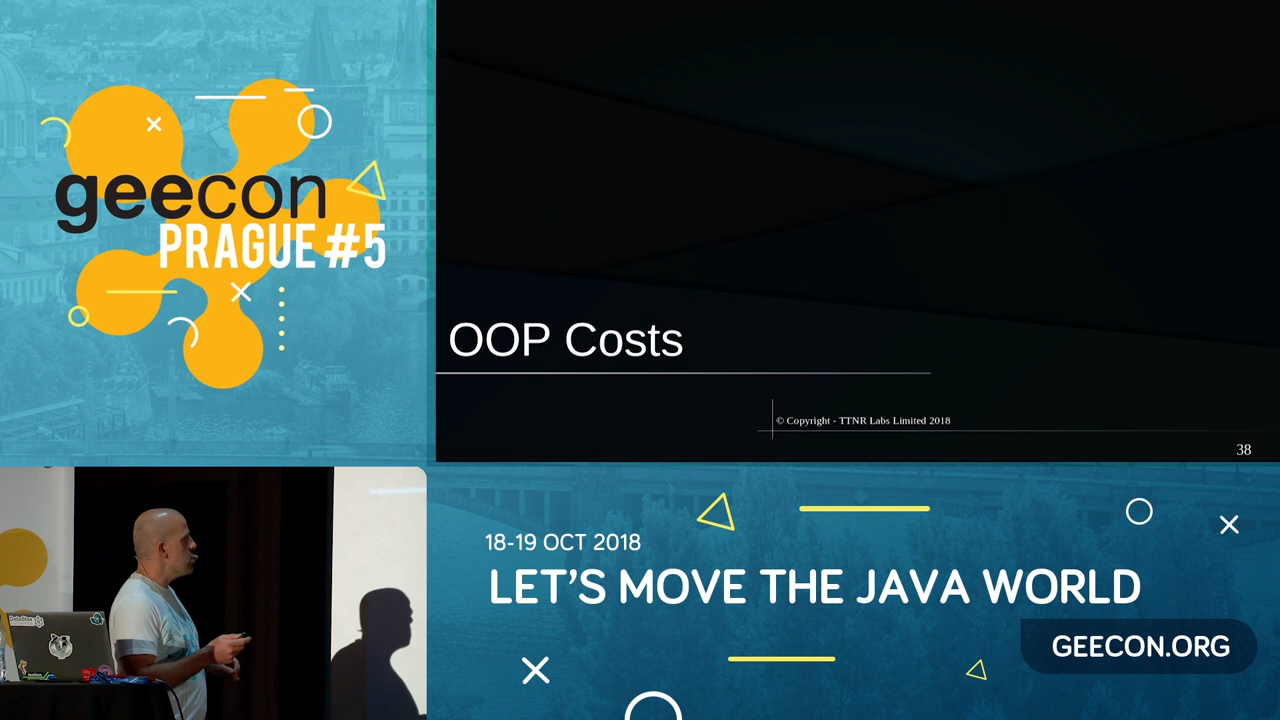 geecon
PRAGUE #5
OOP Costs
© Copyright - TTNR Labs Limited 2018
38
18-19 OCT 2018
LET'S MOVE THE JAVA WORLD
GEECON.ORG
DataStax